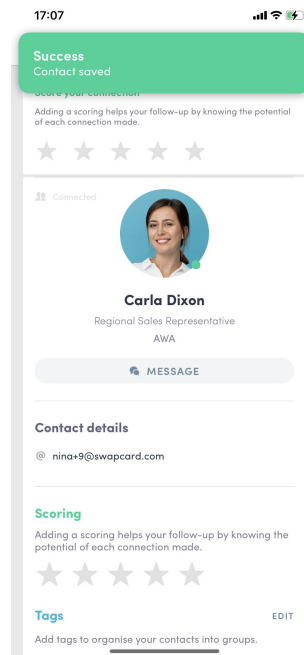 17:07
Success
Contact saved
Score your connection
Adding a scoring helps your follow-up by knowing the potential
of each connection made.
Connected
Carla Dixon
Regional Sales Representative
AWA
MESSAGE
Contact details
@ nina+9@swapcard.com
Scoring
Adding a scoring helps your follow-up by knowing the
potential of each connection made.
Tags
EDIT
Add tags to organise your contacts into groups.